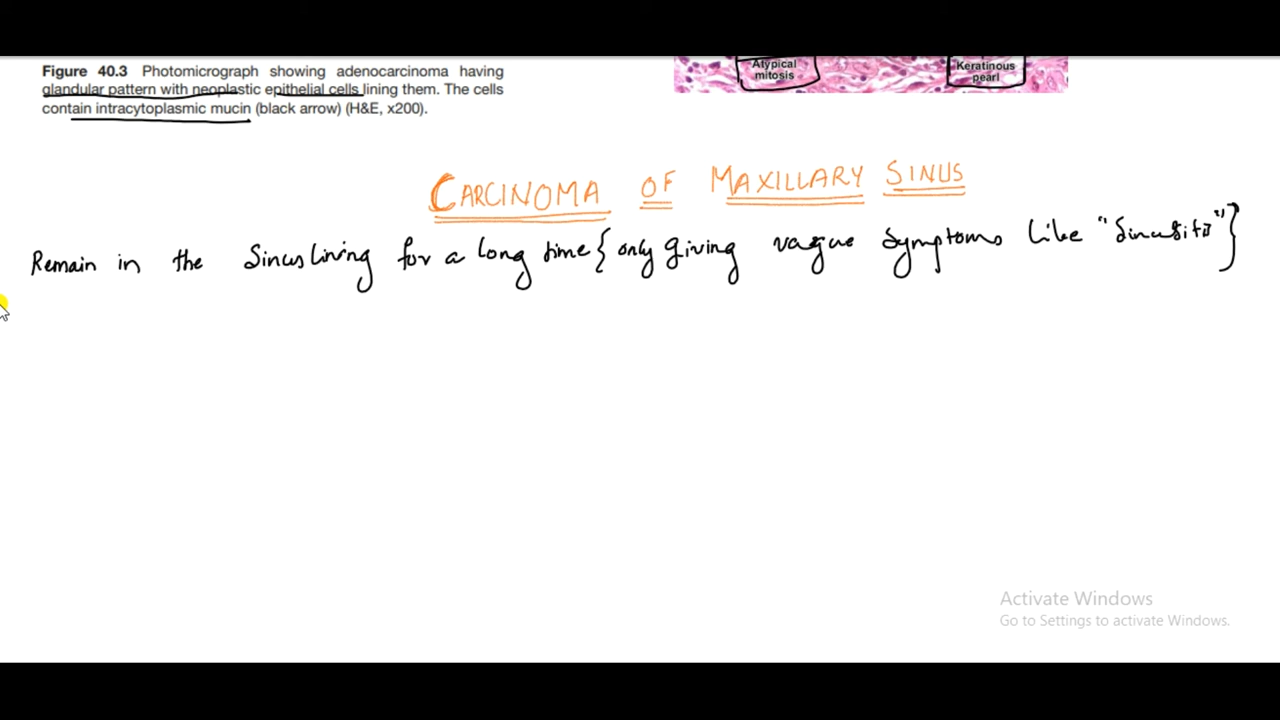 Figure 40.3 Photomicrograph showing adenocarcinoma having
glandular pattern with neoplastic epithelial cells lining them. The cells
contain intracytoplasmic mucin (black arrow) (H&E, x200).
Atypical
mitosis
Keratinous
pearl
CARCINOMA OF MAXILLARY SINUS
Remain in the Sinus lining for a long time { only giving vague symptoms like "Sinusitis" }
Activate Windows
Go to Settings to activate Windows.